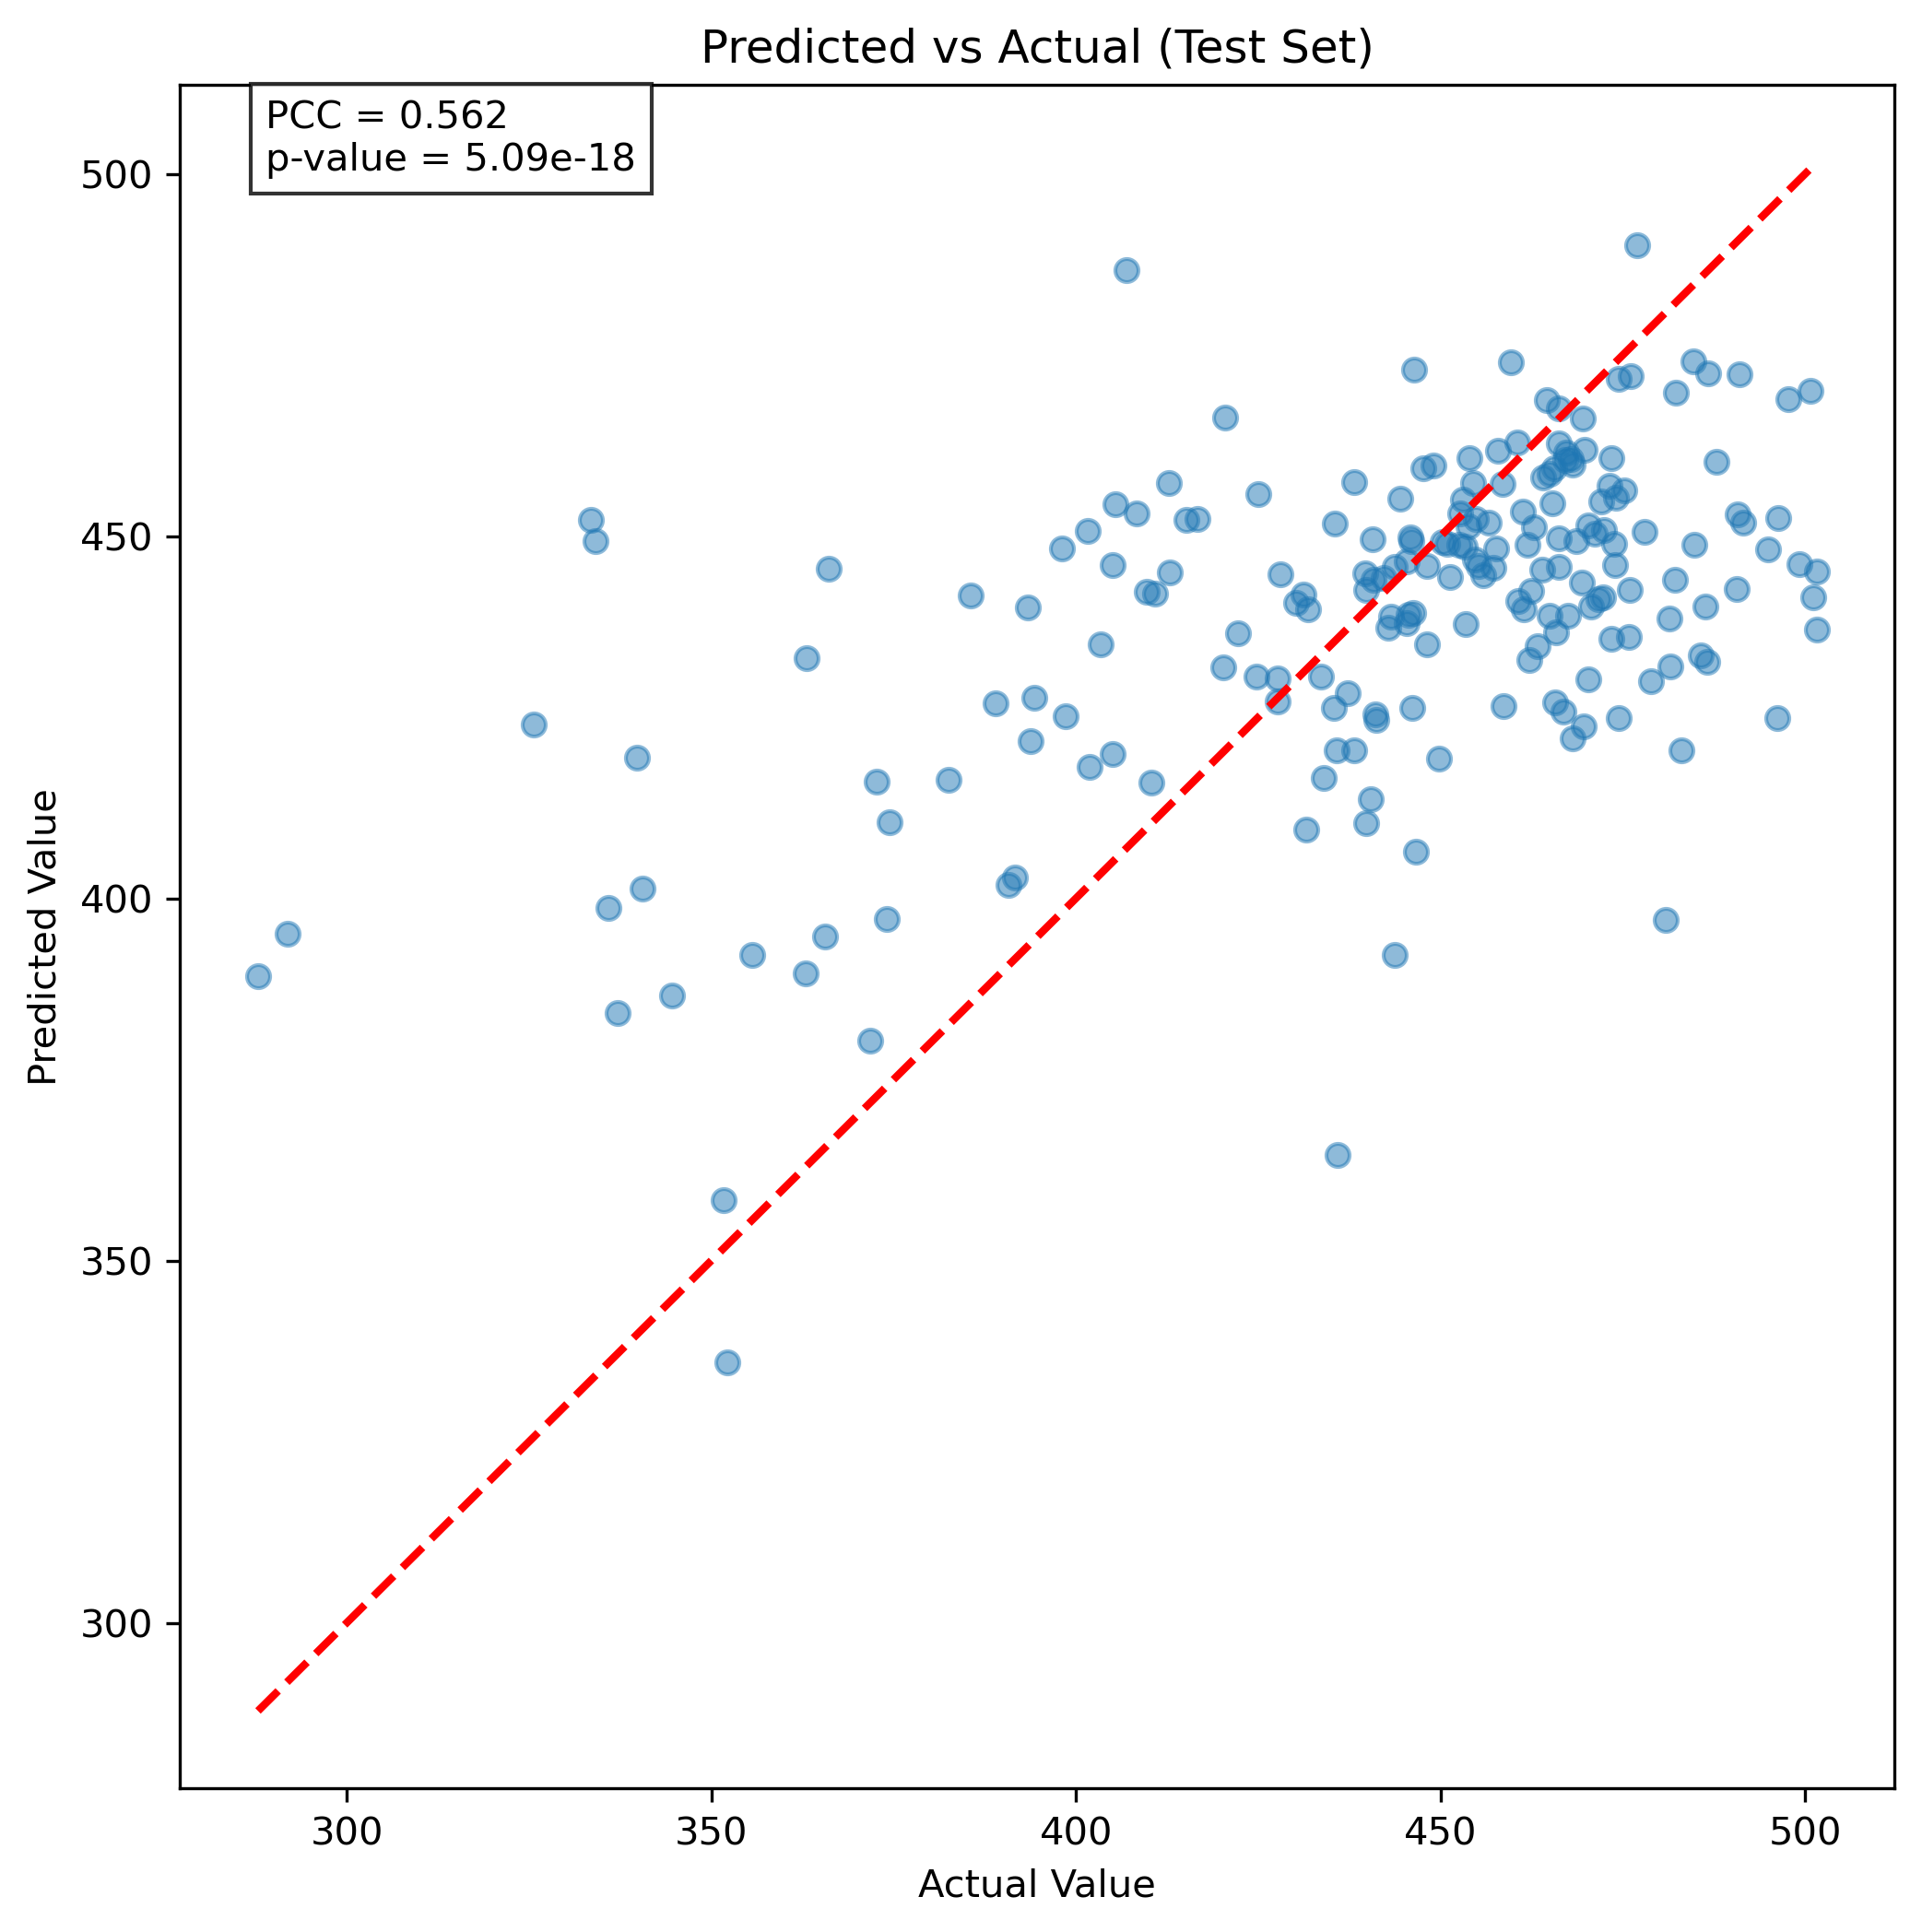 Predicted vs Actual (Test Set)
PCC = 0.562
p-value = 5.09e-18
500
450
400
350
300
Predicted Value
300
350
400
450
500
Actual Value